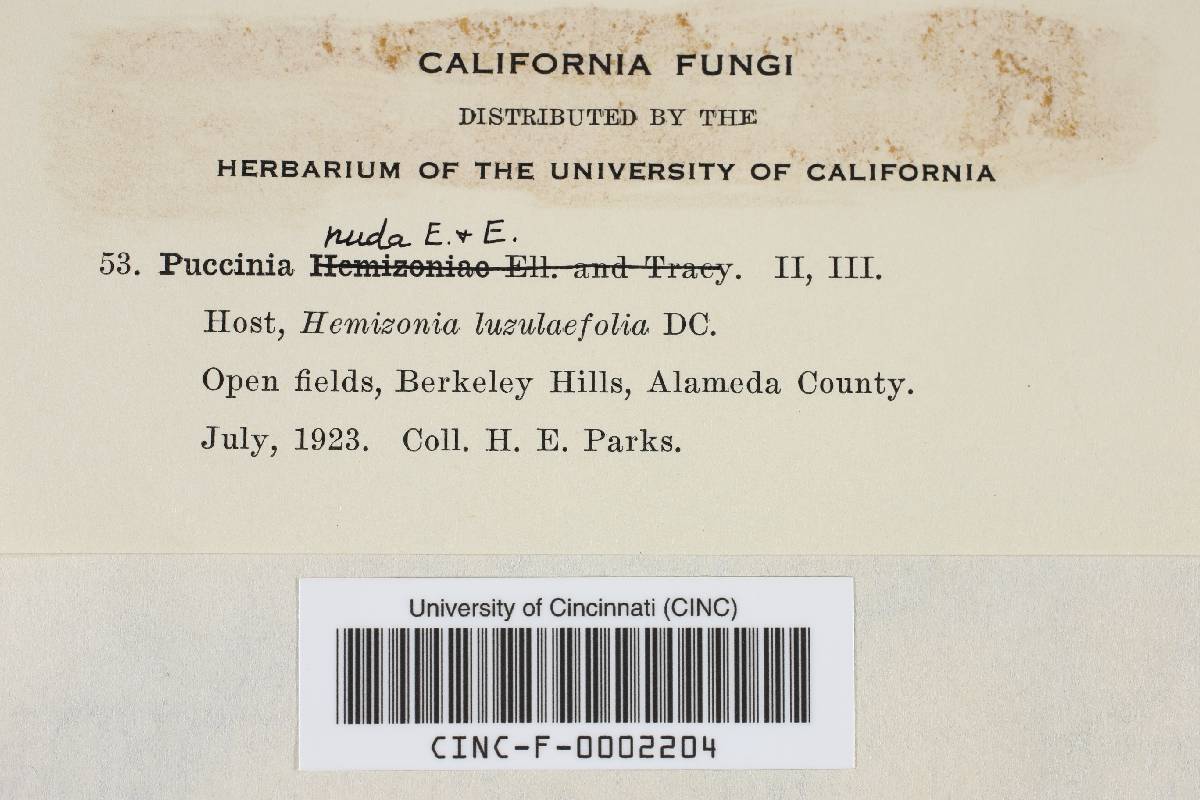 CALIFORNIA FUNGI
DISTRIBUTED BY THE
HERBARIUM OF THE UNIVERSITY OF CALIFORNIA
nuda E. + E.
53. Puccinia Hemizoniae Ell. and Tracy. II, III.
Host, Hemizonia luzulaefolia DC.
Open fields, Berkeley Hills, Alameda County.
July, 1923. Coll. H. E. Parks.
University of Cincinnati (CINC)
CINC-F-0002204